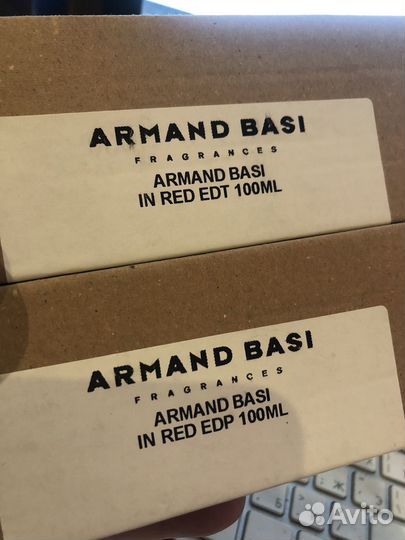 ARMAND BASI
FRAGRANCES
ARMAND BASI
IN RED EDT 100ML
ARMAND BASI
FRAGRANCES
ARMAND BASI
IN RED EDP 100ML
Avito